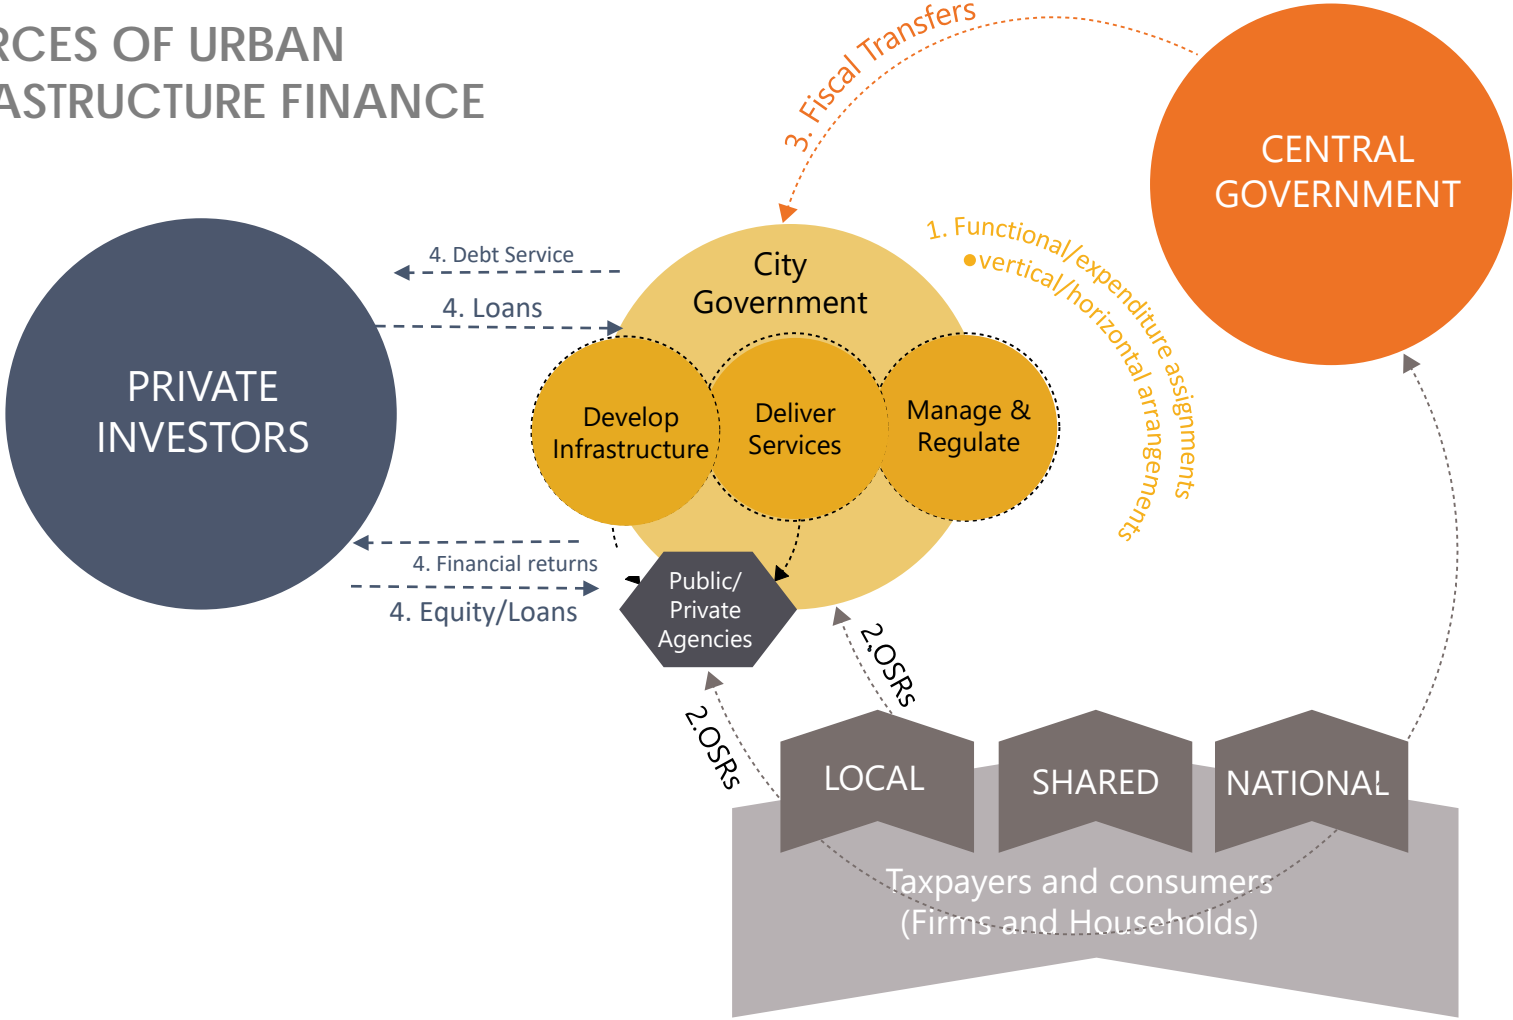 RCES OF URBAN
ASTRUCTURE FINANCE
3. Fiscal Transfers
CENTRAL
GOVERNMENT
1. Functional/expenditure assignments
•vertical/horizontal arrangements
City
Government
4. Debt Service
4. Loans
PRIVATE
INVESTORS
Develop
Infrastructure
Deliver
Services
Manage &
Regulate
4. Financial returns
4. Equity/Loans
Public/
Private
Agencies
2.OSRs
2.OSRs
LOCAL
SHARED
NATIONAL
Taxpayers and consumers
(Firms and Households)